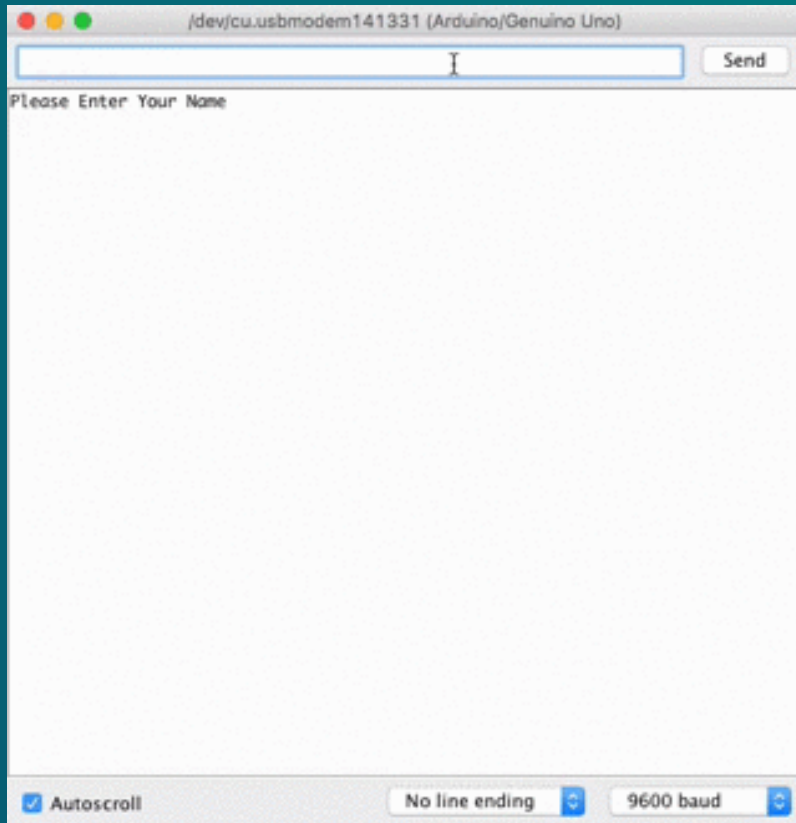 /dev/cu.usbmodem141331 (Arduino/Genuino Uno)
Send
Please Enter Your Name
Autoscroll
No line ending
9600 baud